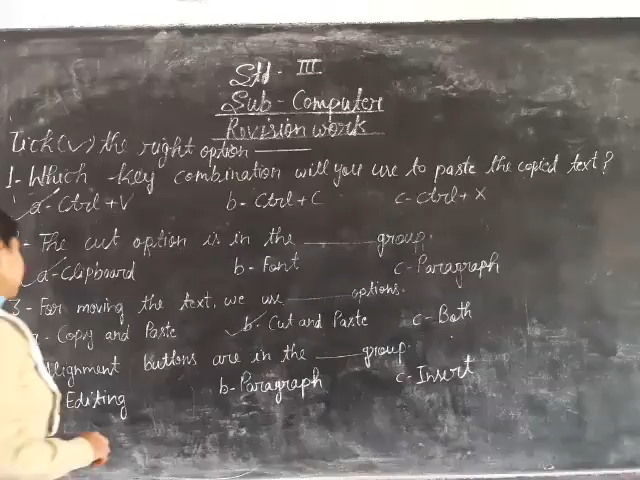 Std - III
Sub - Computer
Revision work
Tick (✓) the right option
1- Which key combination will you use to paste the copied text?
✓a- Ctrl + V b- Ctrl + C c- Ctrl + X
- The cut option is in the ______ group.
✓a- Clipboard b- Font c- Paragraph
3- For moving the text, we use ______ options.
Copy and Paste ✓b- Cut and Paste c- Both
Alignment buttons are in the ____ group.
Editing b- Paragraph c- Insert